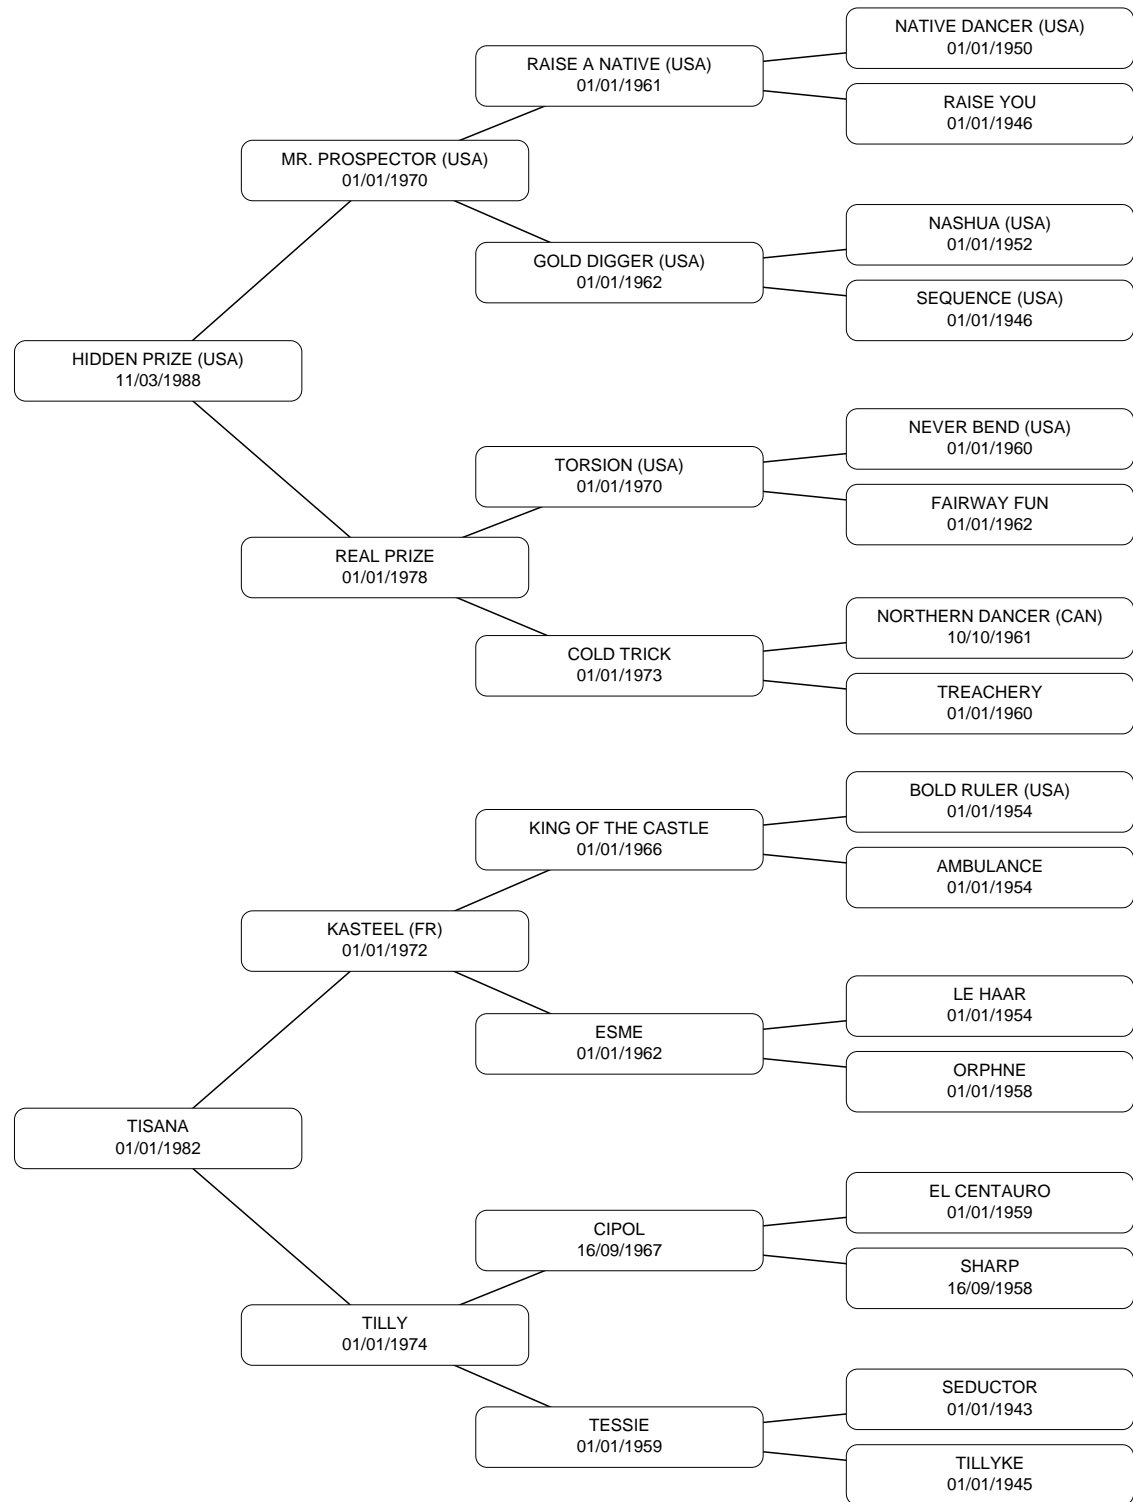 NATIVE DANCER (USA)
01/01/1950
RAISE A NATIVE (USA)
01/01/1961
RAISE YOU
01/01/1946
MR. PROSPECTOR (USA)
01/01/1970
NASHUA (USA)
01/01/1952
GOLD DIGGER (USA)
01/01/1962
SEQUENCE (USA)
01/01/1946
HIDDEN PRIZE (USA)
11/03/1988
NEVER BEND (USA)
01/01/1960
TORSION (USA)
01/01/1970
FAIRWAY FUN
01/01/1962
REAL PRIZE
01/01/1978
NORTHERN DANCER (CAN)
10/10/1961
COLD TRICK
01/01/1973
TREACHERY
01/01/1960
BOLD RULER (USA)
01/01/1954
KING OF THE CASTLE
01/01/1966
AMBULANCE
01/01/1954
KASTEEL (FR)
01/01/1972
LE HAAR
01/01/1954
ESME
01/01/1962
ORPHNE
01/01/1958
TISANA
01/01/1982
EL CENTAURO
01/01/1959
CIPOL
16/09/1967
SHARP
16/09/1958
TILLY
01/01/1974
SEDUCTOR
01/01/1943
TESSIE
01/01/1959
TILLYKE
01/01/1945